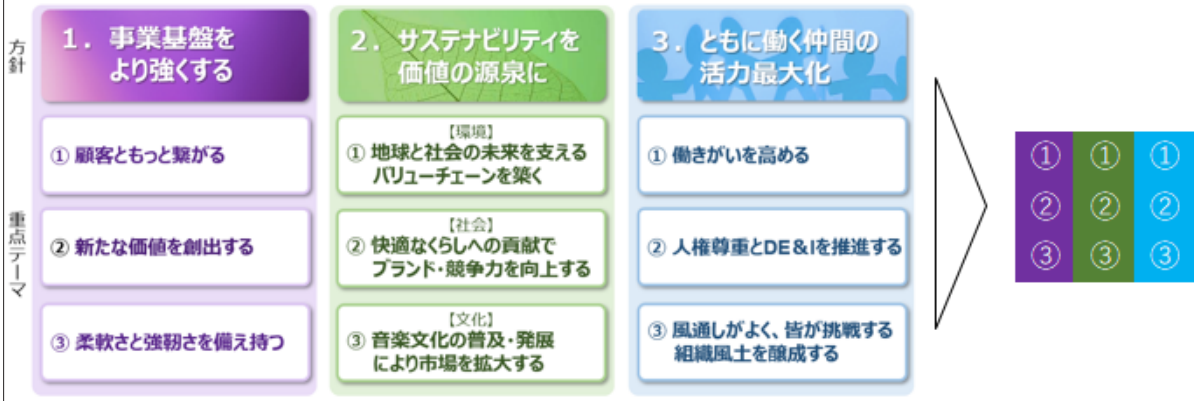 方針
1. 事業基盤を
より強くする
2. サステナビリティを
価値の源泉に
3. ともに働く仲間の
活力最大化
重点テーマ
① 顧客ともっと繋がる
② 新たな価値を創出する
③ 柔軟さと強靭さを備え持つ
【環境】
① 地球と社会の未来を支える
バリューチェーンを築く
【社会】
② 快適なくらしへの貢献で
ブランド・競争力を向上する
【文化】
③ 音楽文化の普及・発展
により市場を拡大する
① 働きがいを高める
② 人権尊重とDE&Iを推進する
③ 風通しがよく、皆が挑戦する
組織風土を醸成する
① ① ①
② ② ②
③ ③ ③